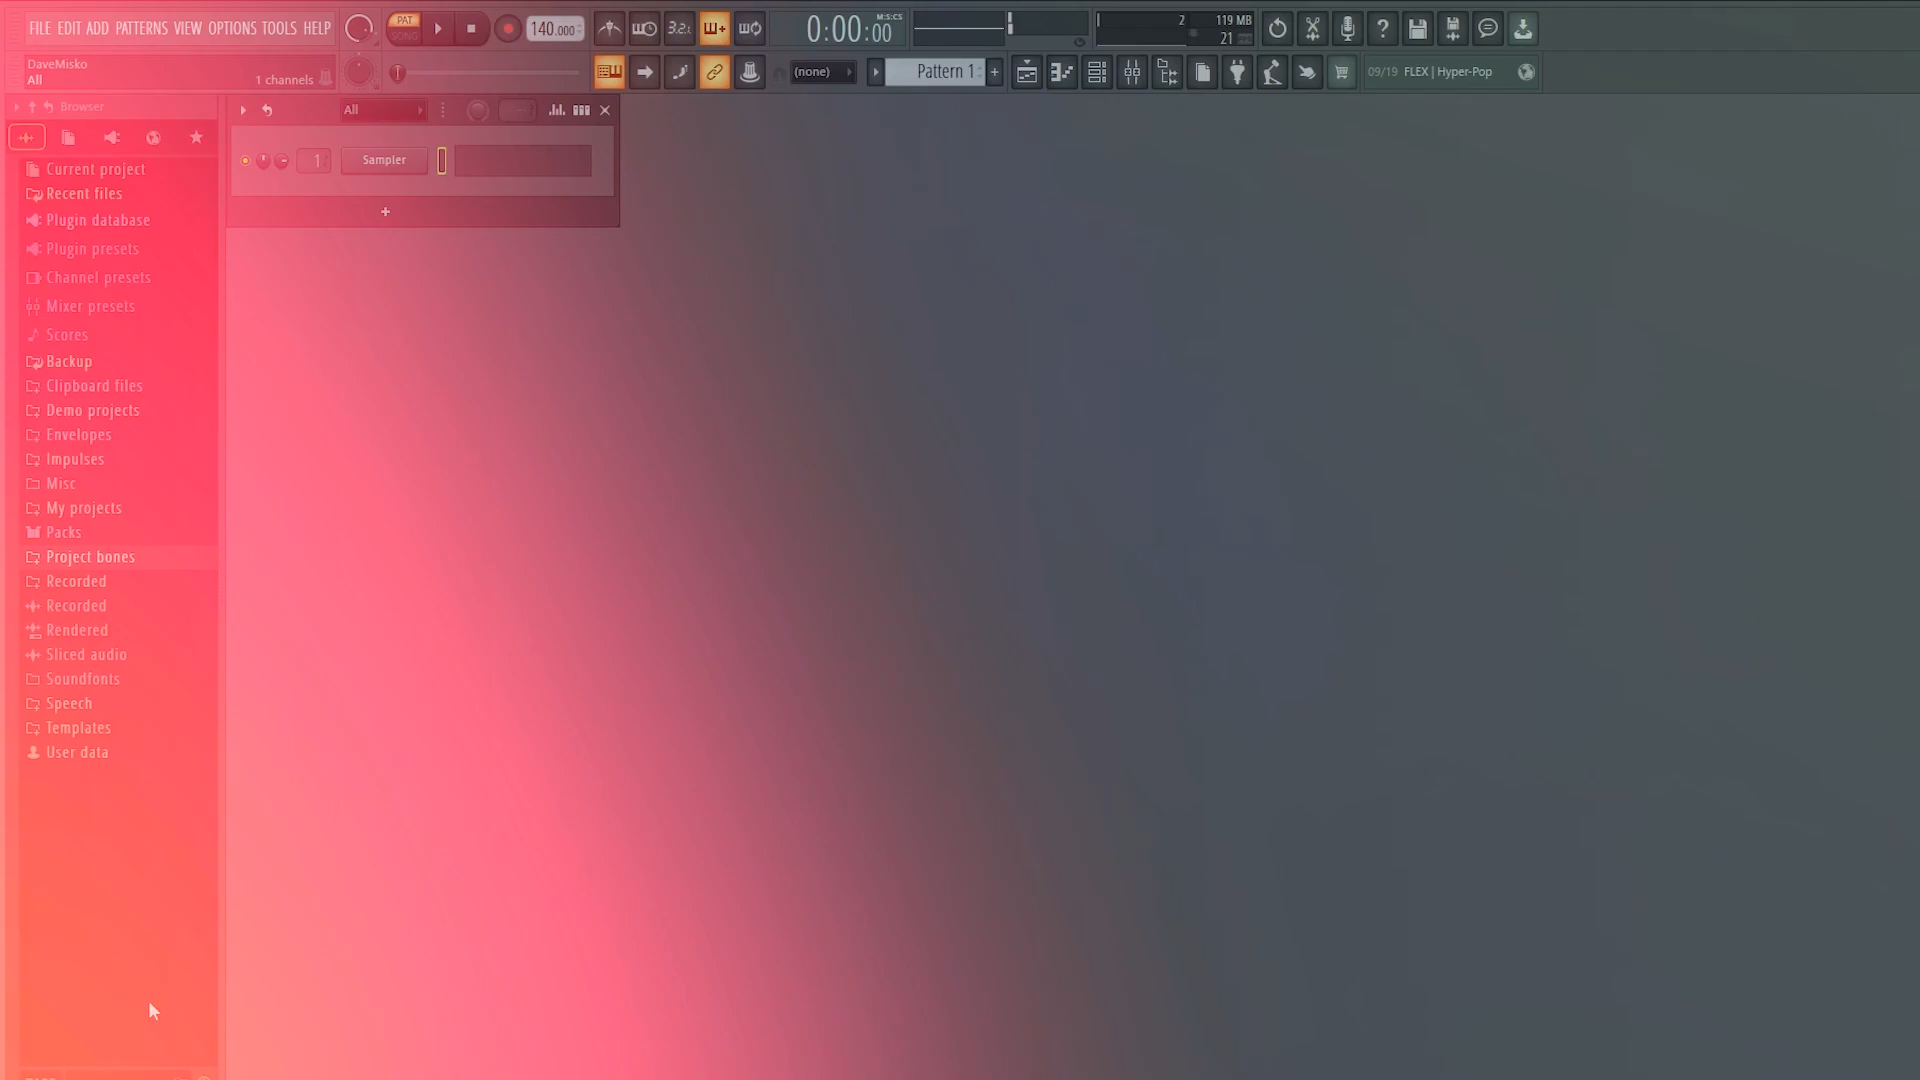 FILE EDIT ADD PATTERNS VIEW OPTIONS TOOLS HELP
PAT
SONG
140.000
3.2.
0:00:00
M:S:CS
2
119 MB
21
DaveMisko
All
1 channels
(none)
Pattern 1
+
09/19 FLEX | Hyper-Pop
Browser
All
1
Sampler
+
Current project
Recent files
Plugin database
Plugin presets
Channel presets
Mixer presets
Scores
Backup
Clipboard files
Demo projects
Envelopes
Impulses
Misc
My projects
Packs
Project bones
Recorded
Recorded
Rendered
Sliced audio
Soundfonts
Speech
Templates
User data